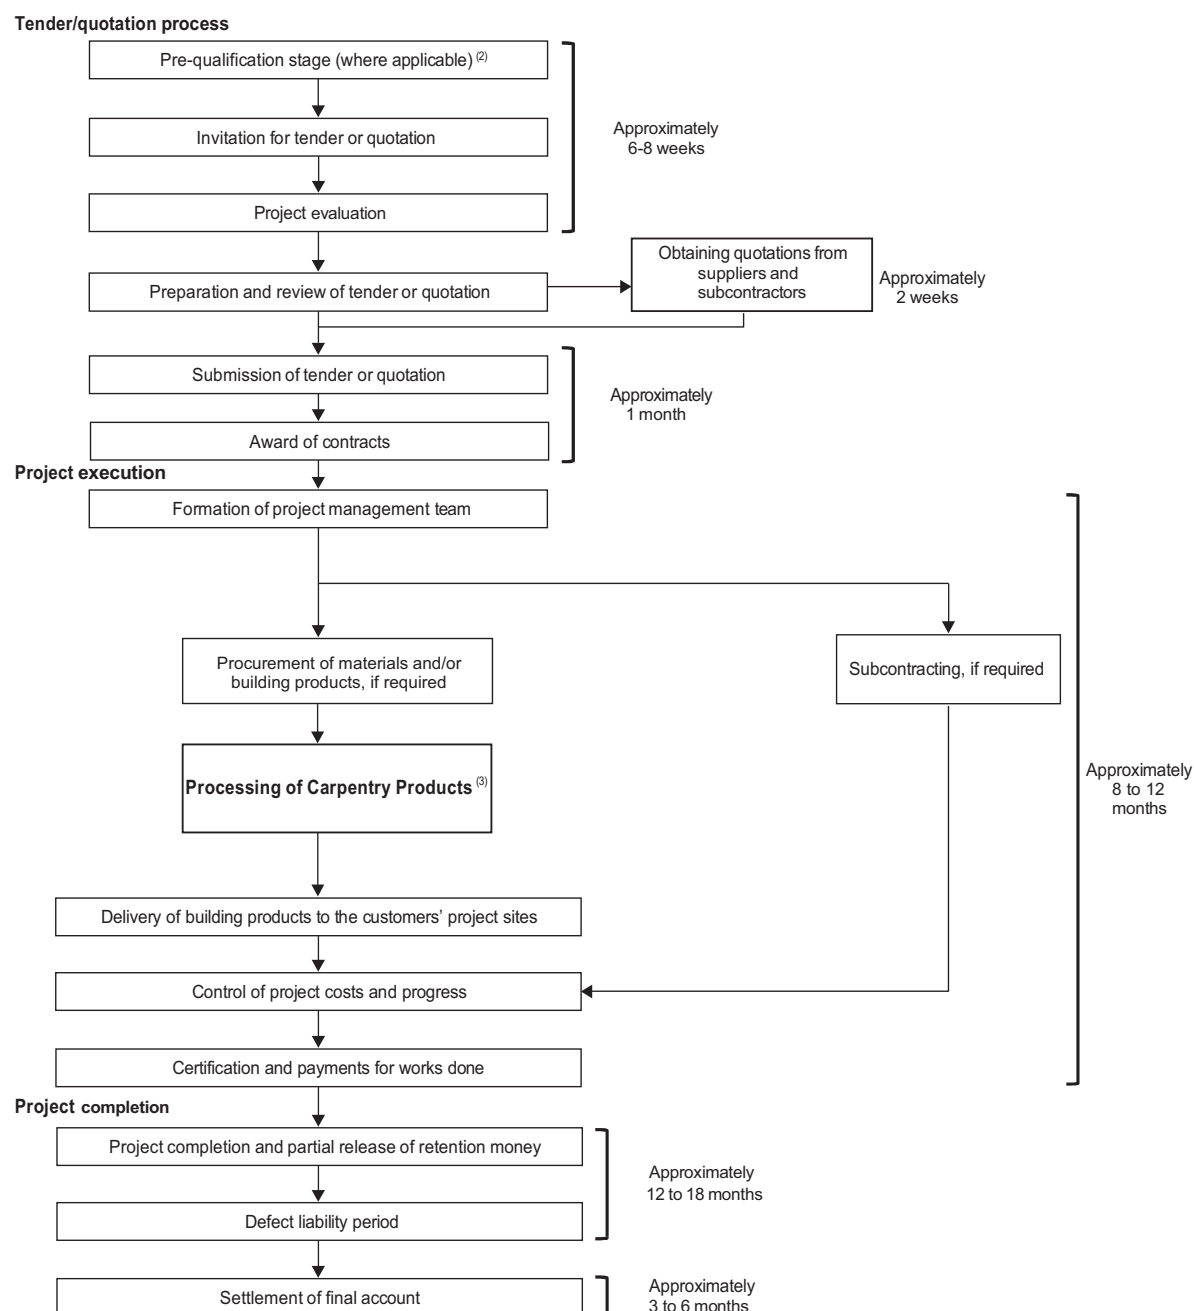 Tender/quotation process
Pre-qualification stage (where applicable) (2)
Invitation for tender or quotation
Approximately
6-8 weeks
Project evaluation
Obtaining quotations from
suppliers and
subcontractors
Approximately
2 weeks
Preparation and review of tender or quotation
Submission of tender or quotation
Approximately
1 month
Award of contracts
Project execution
Formation of project management team
Procurement of materials and/or
building products, if required
Subcontracting, if required
Processing of Carpentry Products (3)
Approximately
8 to 12
months
Delivery of building products to the customers’ project sites
Control of project costs and progress
Certification and payments for works done
Project completion
Project completion and partial release of retention money
Approximately
12 to 18 months
Defect liability period
Settlement of final account
Approximately
3 to 6 months